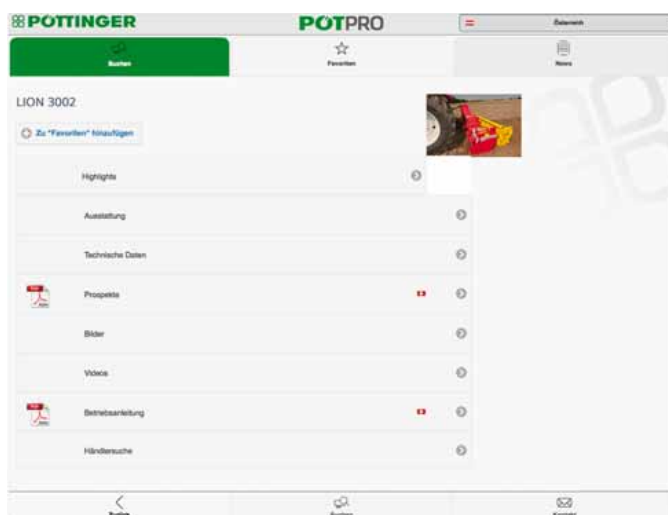 PÖTTINGER
PÖTPRO
Österreich
Suchen
Favoriten
News
LION 3002
Zu "Favoriten" hinzufügen
Highlights
Ausstattung
Technische Daten
Prospekte
Bilder
Videos
Betriebsanleitung
Händlersuche
Zurück
Suchen
Kontakt